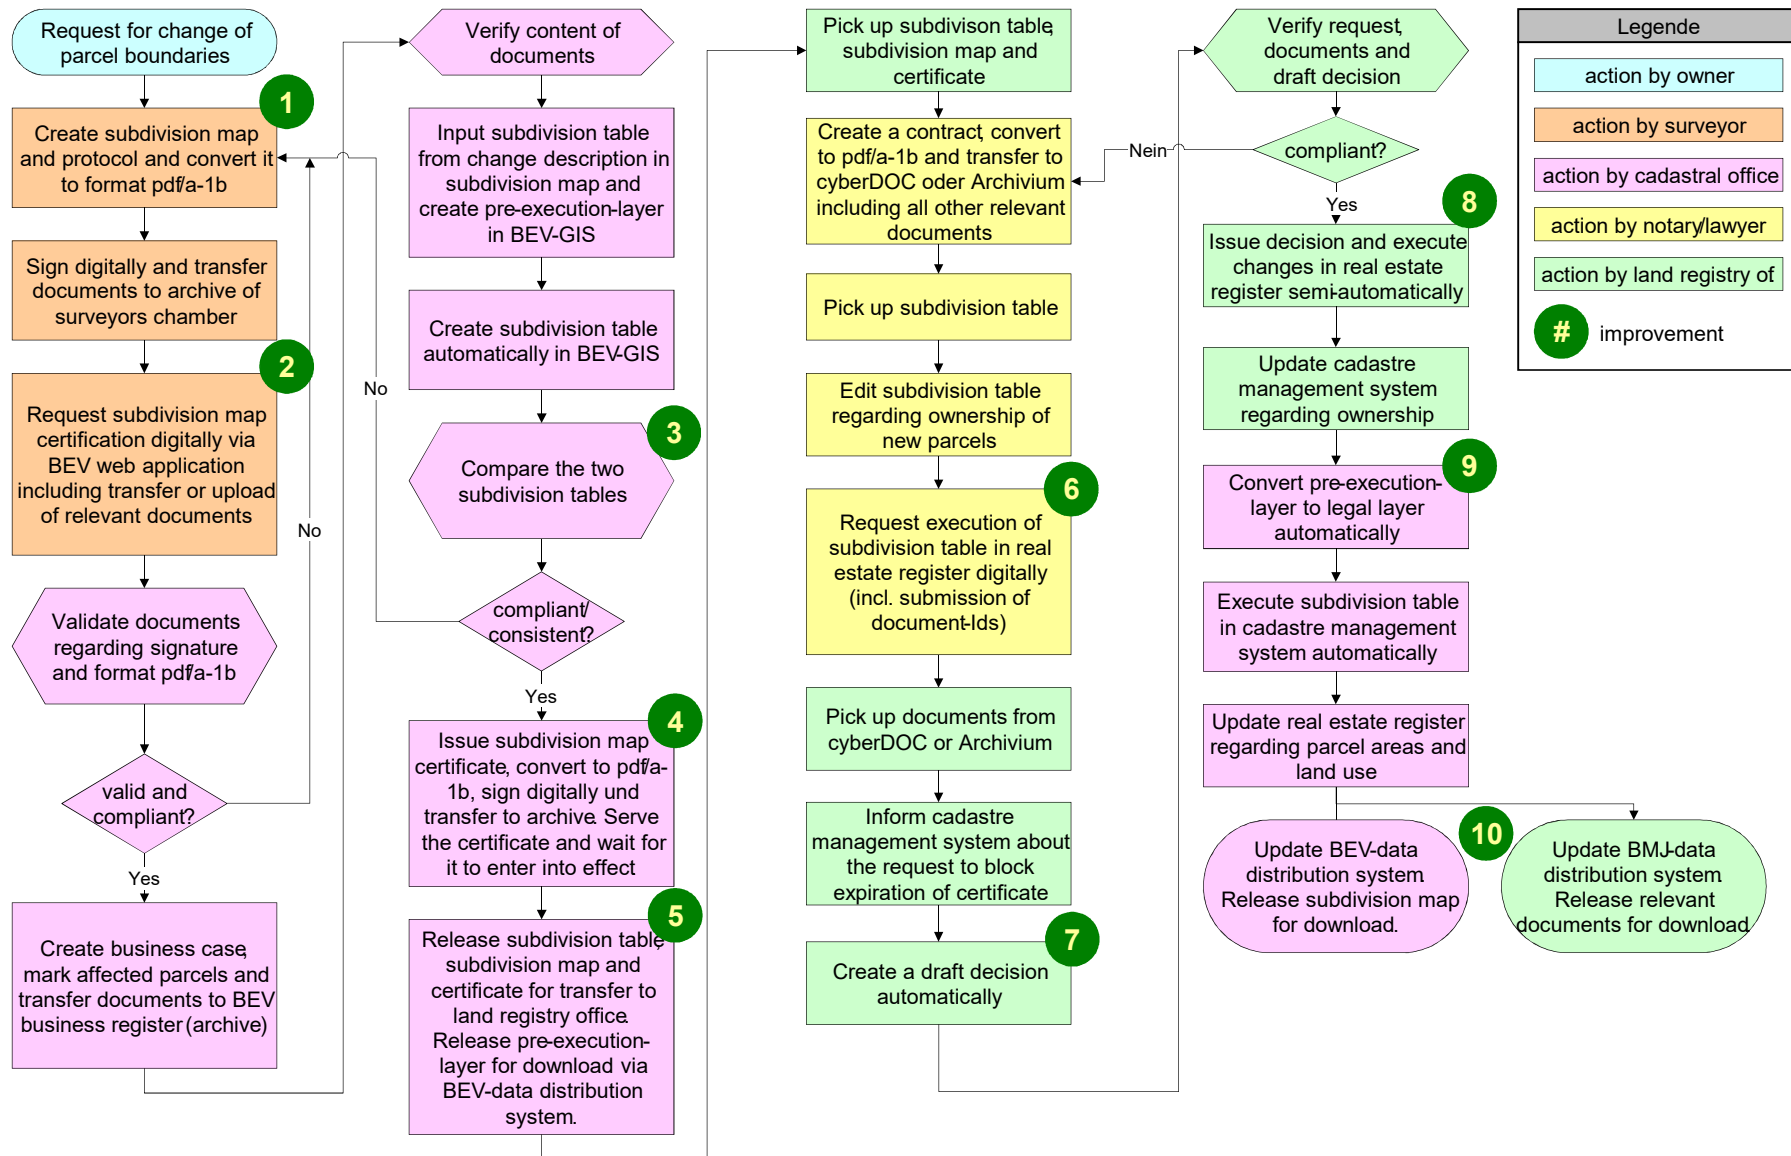 Request for change of
parcel boundaries
1
Create subdivision map
and protocol and convert it
to format pdf/a-1b
Sign digitally and transfer
documents to archive of
surveyors chamber
2
Request subdivision map
certification digitally via
BEV web application
including transfer or upload
of relevant documents
No
Validate documents
regarding signature
and format pdf/a-1b
valid and
compliant?
Yes
Create business case,
mark affected parcels and
transfer documents to BEV
business register (archive)
Verify content of
documents
Input subdivision table
from change description in
subdivision map and
create pre-execution-layer
in BEV-GIS
Create subdivision table
automatically in BEV-GIS
No
3
Compare the two
subdivision tables
compliant/
consistent?
Yes
4
Issue subdivision map
certificate, convert to pdf/a-
1b, sign digitally und
transfer to archive. Serve
the certificate and wait for
it to enter into effect
5
Release subdivision table,
subdivision map and
certificate for transfer to
land registry office.
Release pre-execution-
layer for download via
BEV-data distribution
system.
Pick up subdivison table,
subdivision map and
certificate
Create a contract, convert
to pdf/a-1b and transfer to
cyberDOC oder Archivium
including all other relevant
documents
Pick up subdivision table
Edit subdivision table
regarding ownership of
new parcels
6
Request execution of
subdivision table in real
estate register digitally
(incl. submission of
document-Ids)
Pick up documents from
cyberDOC or Archivium
Inform cadastre
management system about
the request to block
expiration of certificate
7
Create a draft decision
automatically
Verify request,
documents and
draft decision
Nein
compliant?
Yes
8
Issue decision and execute
changes in real estate
register semi-automatically
Update cadastre
management system
regarding ownership
9
Convert pre-execution-
layer to legal layer
automatically
Execute subdivision table
in cadastre management
system automatically
Update real estate register
regarding parcel areas and
land use
10
Update BEV-data
distribution system.
Release subdivision map
for download.
Update BMJ-data
distribution system.
Release relevant
documents for download.
Legende
action by owner
action by surveyor
action by cadastral office
action by notary/lawyer
action by land registry of
#
improvement